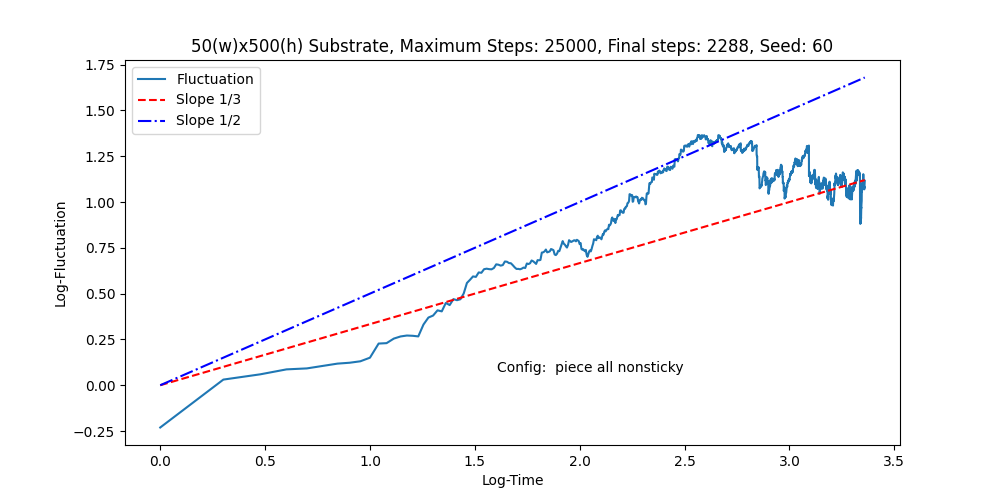 50(w)x500(h) Substrate, Maximum Steps: 25000, Final steps: 2288, Seed: 60
1.75
1.50
1.25
1.00
0.75
0.50
0.25
0.00
−0.25
Log-Fluctuation
Fluctuation
Slope 1/3
Slope 1/2
Config:  piece all nonsticky
0.0 0.5 1.0 1.5 2.0 2.5 3.0 3.5
Log-Time